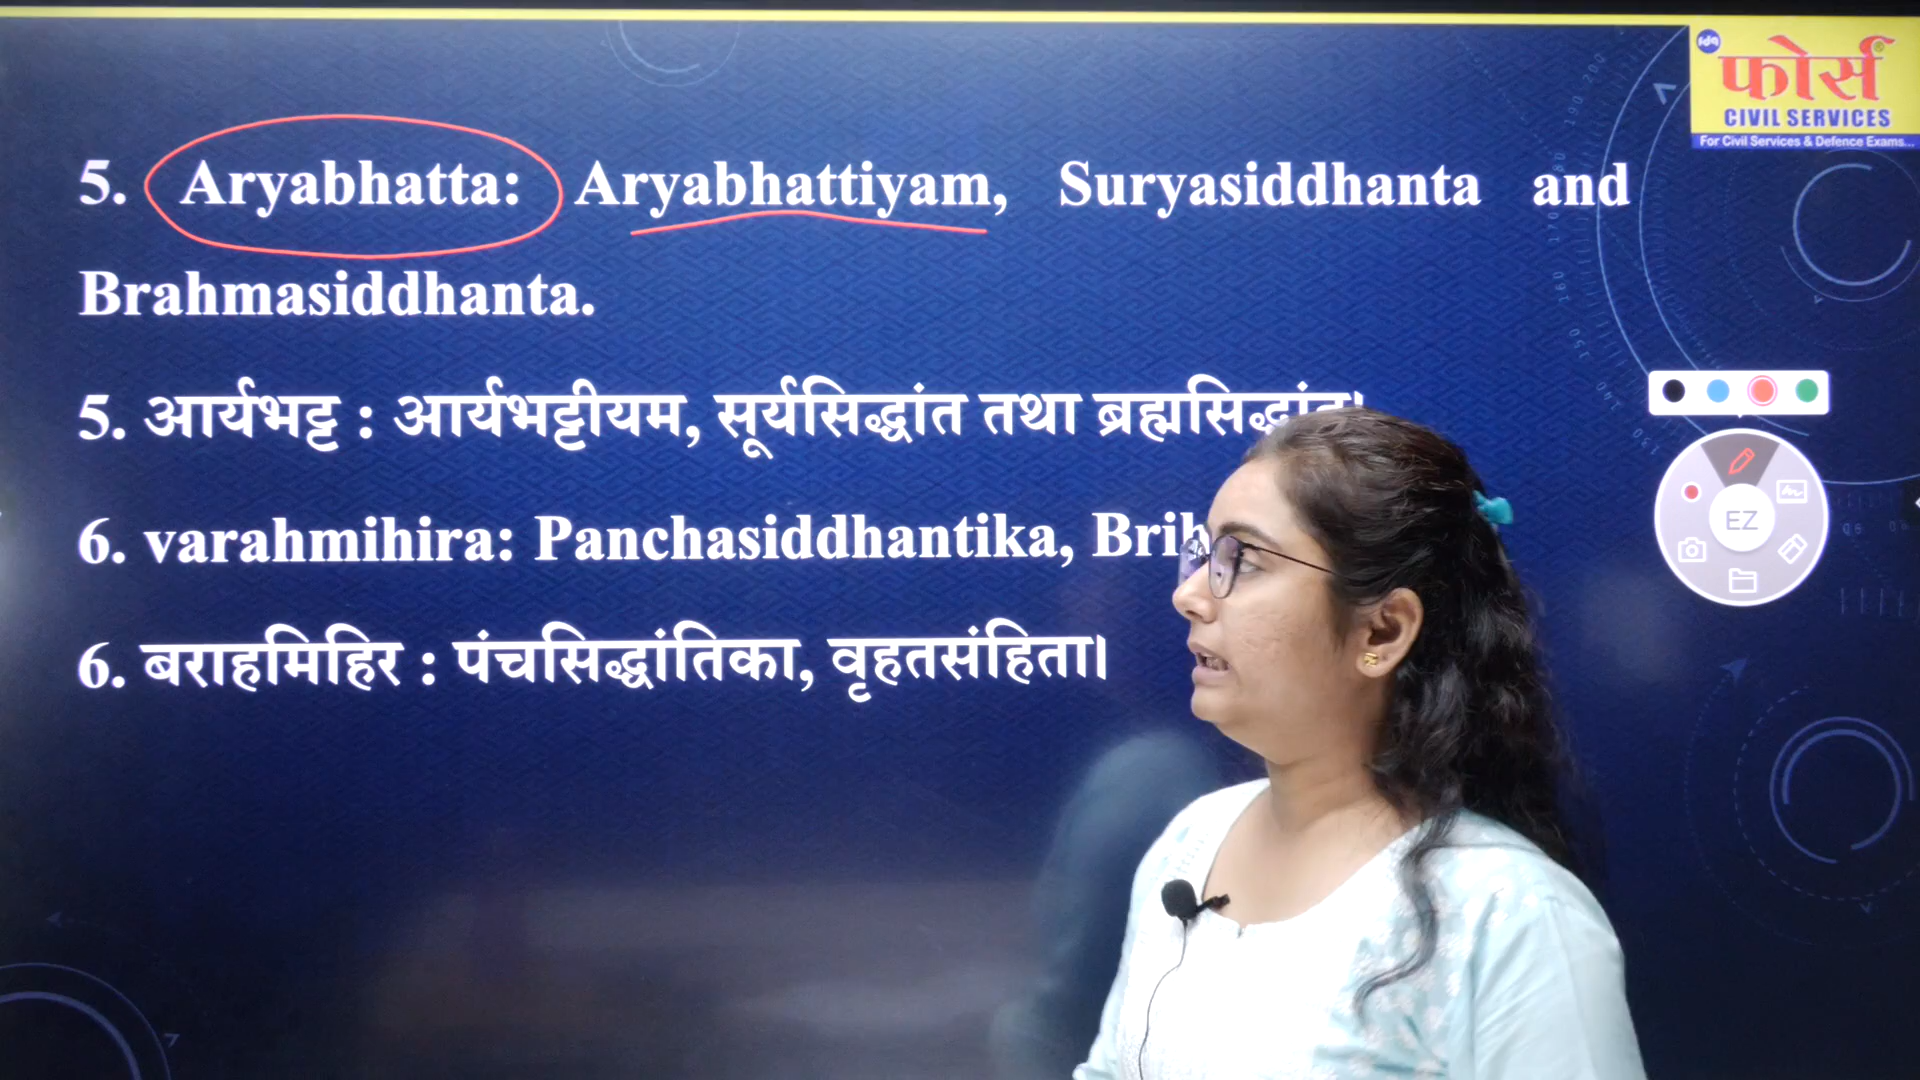 फोर्स
CIVIL SERVICES
For Civil Services & Defence Exams...
5. Aryabhatta: Aryabhattiyam, Suryasiddhanta and
Brahmasiddhanta.
5. आर्यभट्ट : आर्यभट्टीयम, सूर्यसिद्धांत तथा ब्रह्मसिद्धांत।
6. varahmihira: Panchasiddhantika,
6. बराहमिहिर : पंचसिद्धांतिका, वृहतसंहिता।
EZ